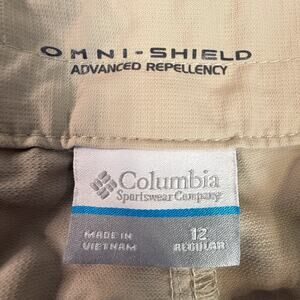 OMNI-SHIELD
ADVANCED REPELLENCY
Columbia
Sportswear Company
MADE IN
VIETNAM
12
REGULAR